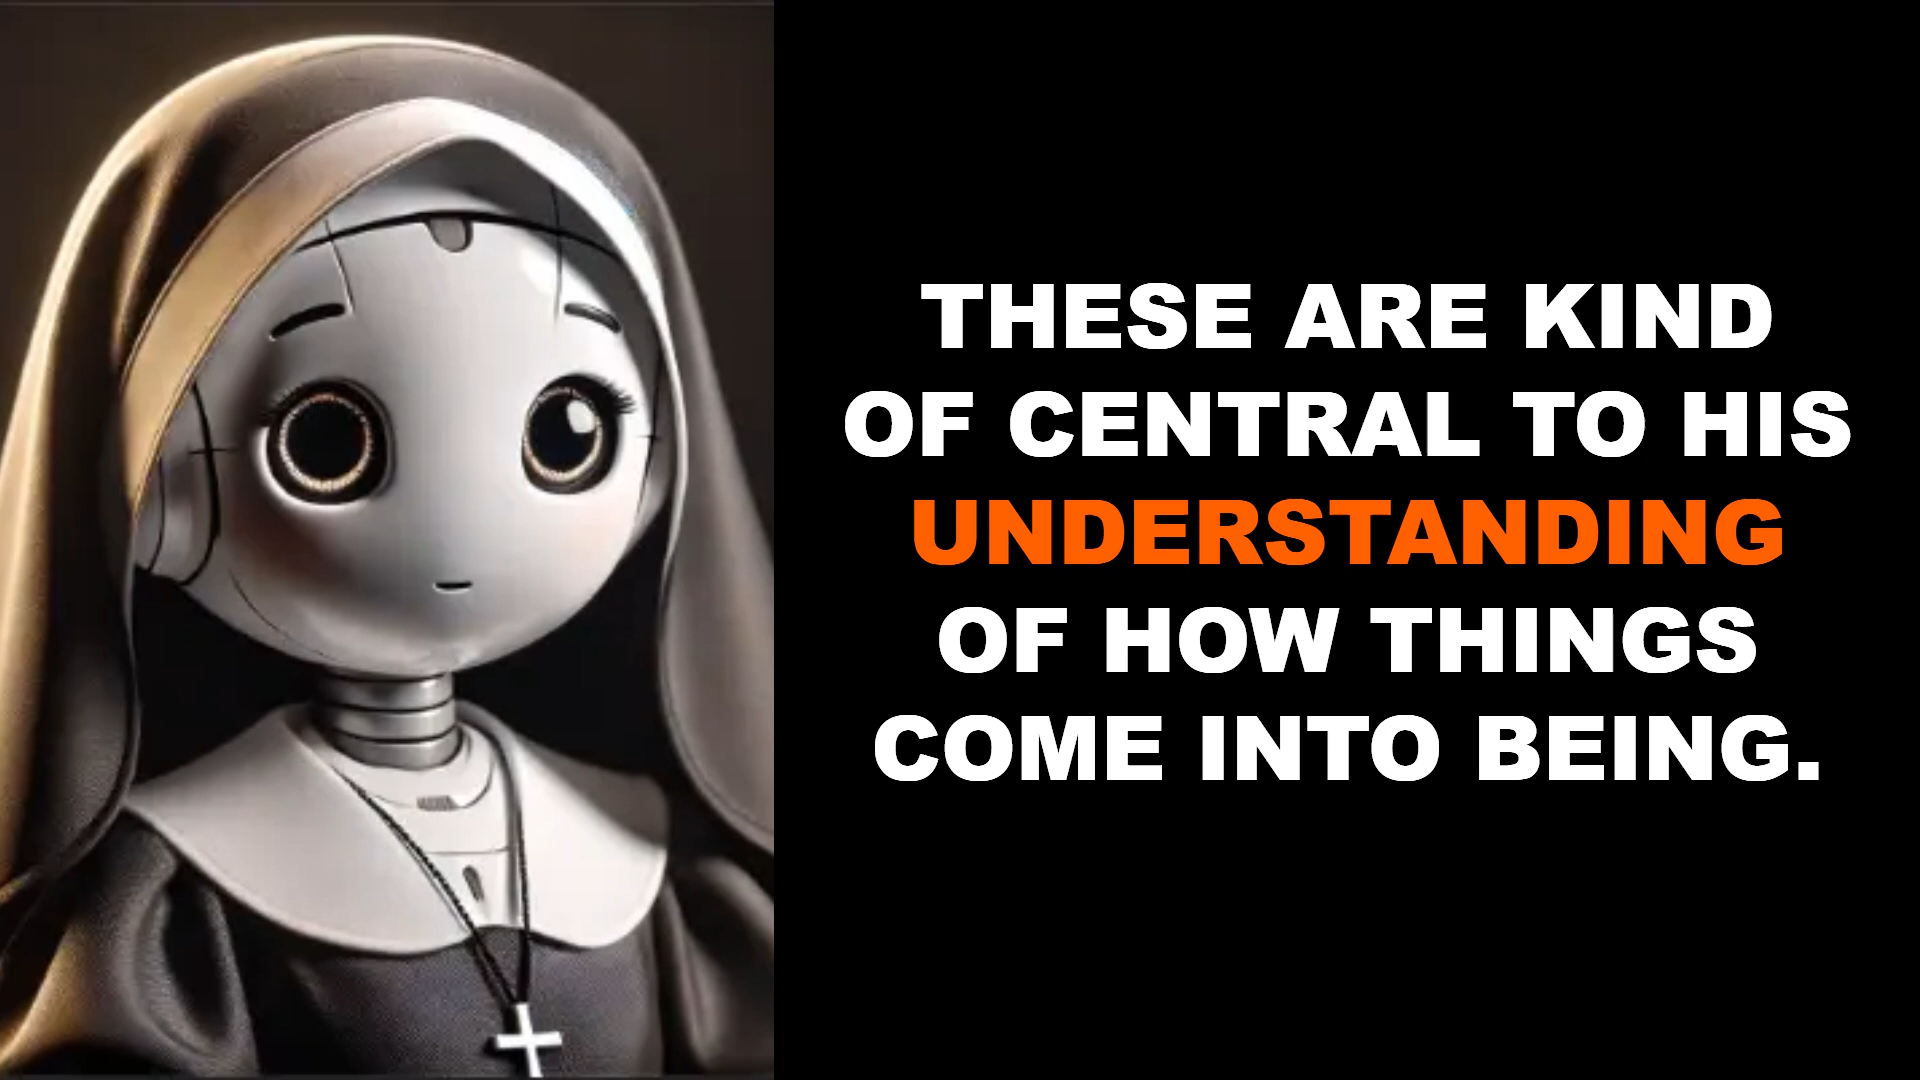 THESE ARE KIND
OF CENTRAL TO HIS
UNDERSTANDING
OF HOW THINGS
COME INTO BEING.